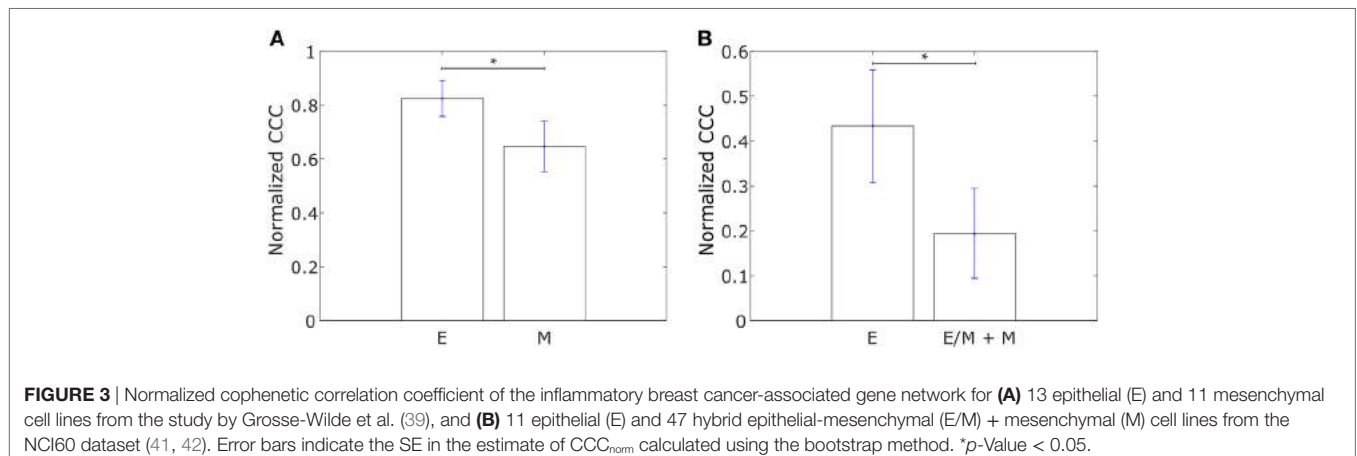 A
B
1
0.8
0.6
0.4
0.2
0
Normalized CCC
*
E
M
0.6
0.5
0.4
0.3
0.2
0.1
0
Normalized CCC
*
E
E/M + M
FIGURE 3 | Normalized cophenetic correlation coefficient of the inflammatory breast cancer-associated gene network for (A) 13 epithelial (E) and 11 mesenchymal
cell lines from the study by Grosse-Wilde et al. (39), and (B) 11 epithelial (E) and 47 hybrid epithelial-mesenchymal (E/M) + mesenchymal (M) cell lines from the
NCI60 dataset (41, 42). Error bars indicate the SE in the estimate of CCCnorm calculated using the bootstrap method. *p-Value < 0.05.